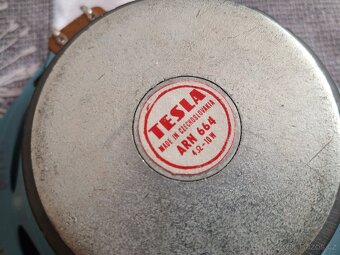 TESLA
MADE IN CZECHOSLOVAKIA
ARN 664
4Ω-10W